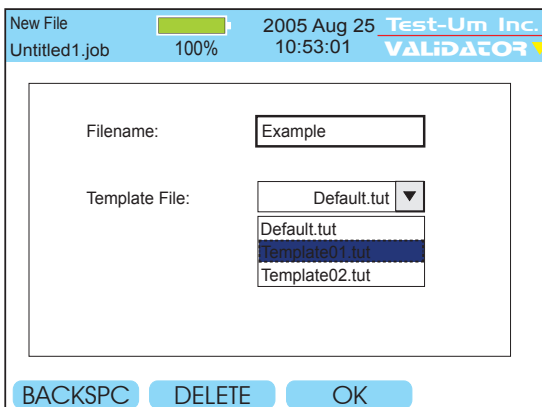 New File 2005 Aug 25 Test-Um Inc.
Untitled1.job 100% 10:53:01 VALIDATOR
Filename: Example
Template File: Default.tut
Default.tut
Template01.tut
Template02.tut
BACKSPC DELETE OK